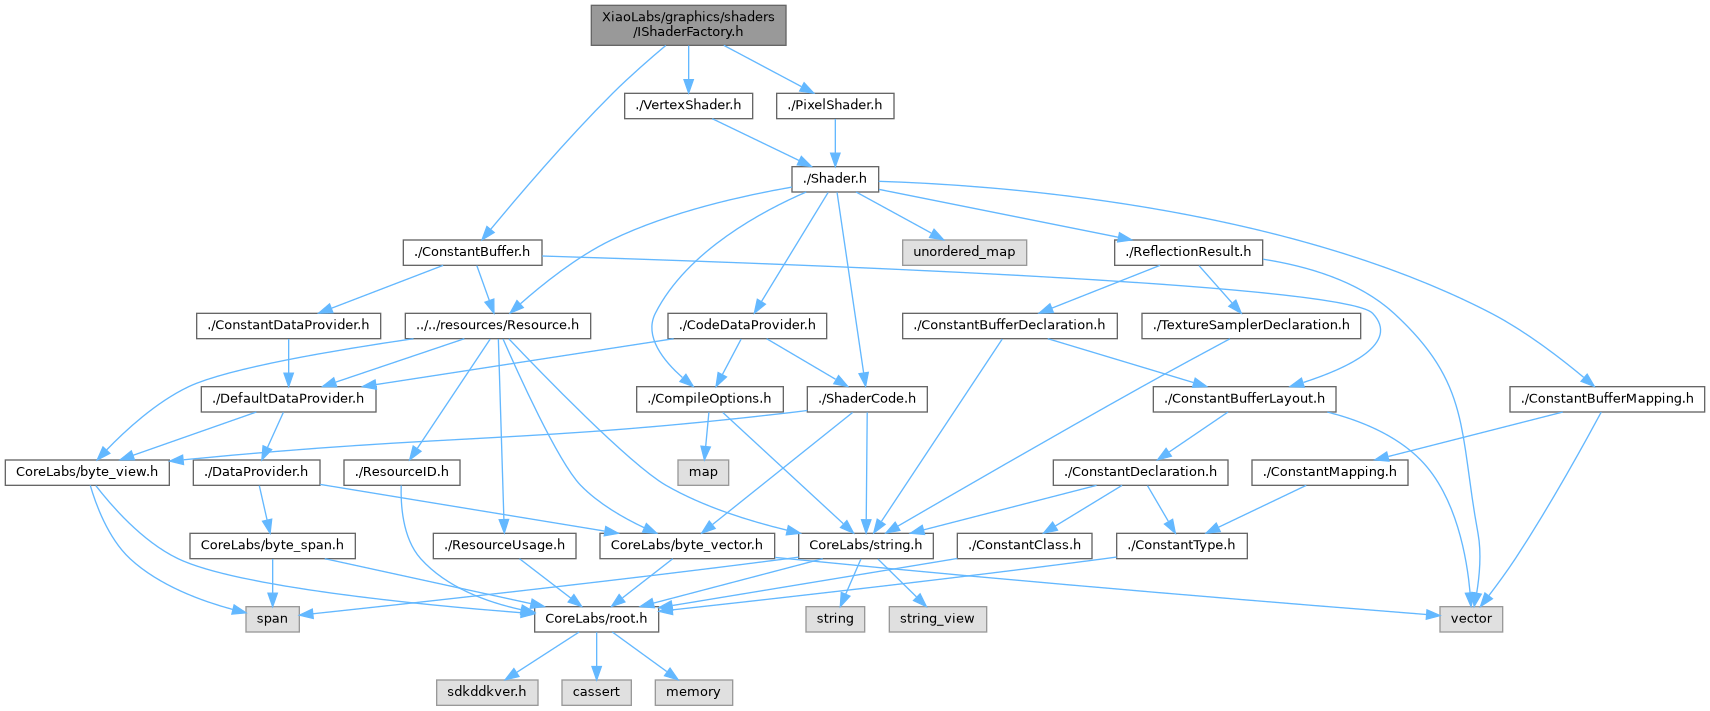 XiaoLabs/graphics/shaders
/IShaderFactory.h
./VertexShader.h
./PixelShader.h
./Shader.h
./ConstantBuffer.h
unordered_map
./ReflectionResult.h
./ConstantDataProvider.h
../../resources/Resource.h
./CodeDataProvider.h
./ConstantBufferDeclaration.h
./TextureSamplerDeclaration.h
./DefaultDataProvider.h
./CompileOptions.h
./ShaderCode.h
./ConstantBufferLayout.h
./ConstantBufferMapping.h
CoreLabs/byte_view.h
./DataProvider.h
./ResourceID.h
map
./ConstantDeclaration.h
./ConstantMapping.h
CoreLabs/byte_span.h
./ResourceUsage.h
CoreLabs/byte_vector.h
CoreLabs/string.h
./ConstantClass.h
./ConstantType.h
span
CoreLabs/root.h
string
string_view
vector
sdkddkver.h
cassert
memory